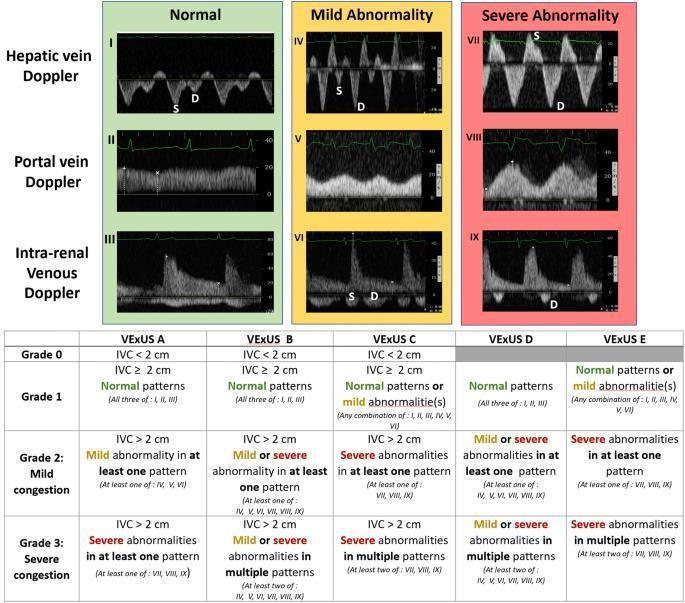 Normal
Mild Abnormality
Severe Abnormality
Hepatic vein
Doppler
I
S
D
IV
S
D
VII
S
D
Portal vein
Doppler
II
40
20
0
V
40
20
0
VIII
40
20
0
Intra-renal
Venous
Doppler
III
VI
S
D
IX
D
VExUS A
VExUS B
VExUS C
VExUS D
VExUS E
Grade 0
IVC < 2 cm
IVC < 2 cm
IVC < 2 cm
Grade 1
IVC ≥ 2 cm
Normal patterns
(All three of : I, II, III)
IVC ≥ 2 cm
Normal patterns
(All three of : I, II, III)
IVC ≥ 2 cm
Normal patterns or
mild abnormalitie(s)
(Any combination of : I, II, III, IV, V,
VI)
Normal patterns
(All three of : I, II, III)
Normal patterns or
mild abnormalitie(s)
(Any combination of : I, II, III, IV,
V, VI)
Grade 2:
Mild
congestion
IVC > 2 cm
Mild abnormality in at
least one pattern
(At least one of : IV, V, VI)
IVC > 2 cm
Mild or severe
abnormality in at least
one pattern
(At least one of :
IV, V, VI, VII, VIII, IX)
IVC > 2 cm
Severe abnormalities
in at least one pattern
(At least one of :
VII, VIII, IX)
Mild or severe
abnormalities in at
least one pattern
(At least one of :
IV, V, VI, VII, VIII, IX)
Severe abnormalities
in at least one
pattern
(At least one of : VII, VIII, IX)
Grade 3:
Severe
congestion
IVC > 2 cm
Severe abnormalities
in at least one pattern
(At least one of : VII, VIII, IX)
IVC > 2 cm
Mild or severe
abnormalities in
multiple patterns
(At least two of :
IV, V, VI, VII, VIII, IX)
IVC > 2 cm
Severe abnormalities
in multiple patterns
(At least two of : VII, VIII, IX)
Mild or severe
abnormalities in
multiple patterns
(At least two of :
IV, V, VI, VII, VIII, IX)
Severe abnormalities
in multiple patterns
(At least two of : VII, VIII, IX)